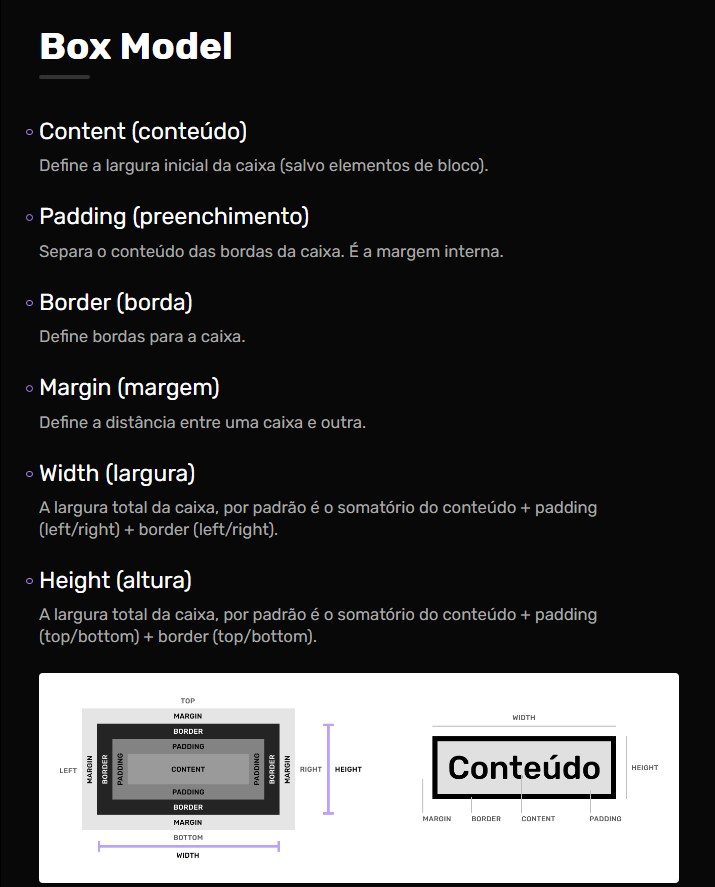 Box Model
Content (conteúdo)
Define a largura inicial da caixa (salvo elementos de bloco).
Padding (preenchimento)
Separa o conteúdo das bordas da caixa. É a margem interna.
Border (borda)
Define bordas para a caixa.
Margin (margem)
Define a distância entre uma caixa e outra.
Width (largura)
A largura total da caixa, por padrão é o somatório do conteúdo + padding
(left/right) + border (left/right).
Height (altura)
A largura total da caixa, por padrão é o somatório do conteúdo + padding
(top/bottom) + border (top/bottom).
TOP
MARGIN
BORDER
PADDING
LEFT
MARGIN
BORDER
PADDING
CONTENT
PADDING
BORDER
MARGIN
RIGHT
HEIGHT
PADDING
BORDER
MARGIN
BOTTOM
WIDTH
WIDTH
Conteúdo
HEIGHT
MARGIN
BORDER
CONTENT
PADDING